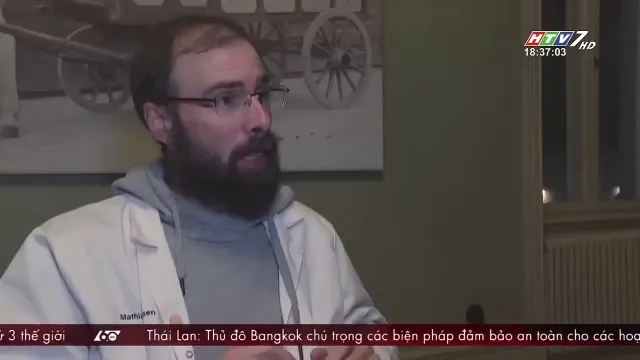 HTV7 HD
18:37:03
ứ 3 thế giới 60 Thái Lan: Thủ đô Bangkok chú trọng các biện pháp đảm bảo an toàn cho các hoạ